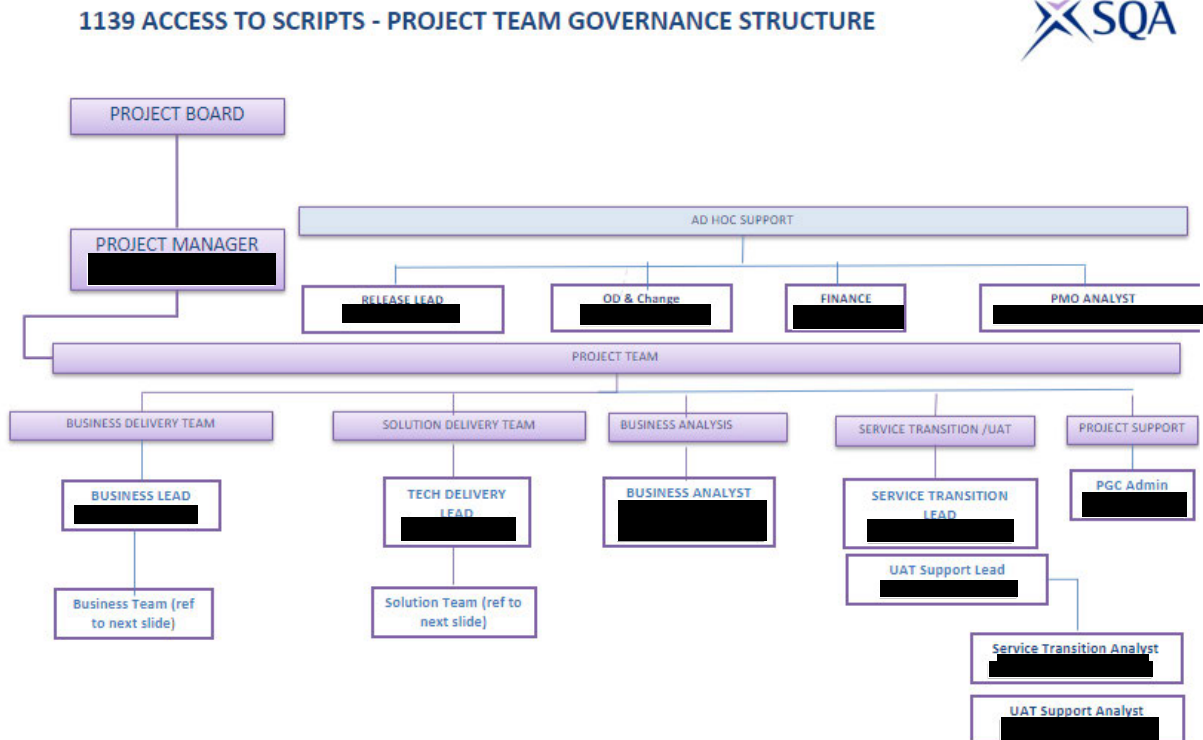 1139 ACCESS TO SCRIPTS - PROJECT TEAM GOVERNANCE STRUCTURE
SQA
PROJECT BOARD
PROJECT MANAGER
AD HOC SUPPORT
RELEASE LEAD
OD & Change
FINANCE
PMO ANALYST
PROJECT TEAM
BUSINESS DELIVERY TEAM
SOLUTION DELIVERY TEAM
BUSINESS ANALYSIS
SERVICE TRANSITION /UAT
PROJECT SUPPORT
BUSINESS LEAD
TECH DELIVERY
LEAD
BUSINESS ANALYST
SERVICE TRANSITION
LEAD
PGC Admin
UAT Support Lead
Business Team (ref
to next slide)
Solution Team (ref to
next slide)
Service Transition Analyst
UAT Support Analyst